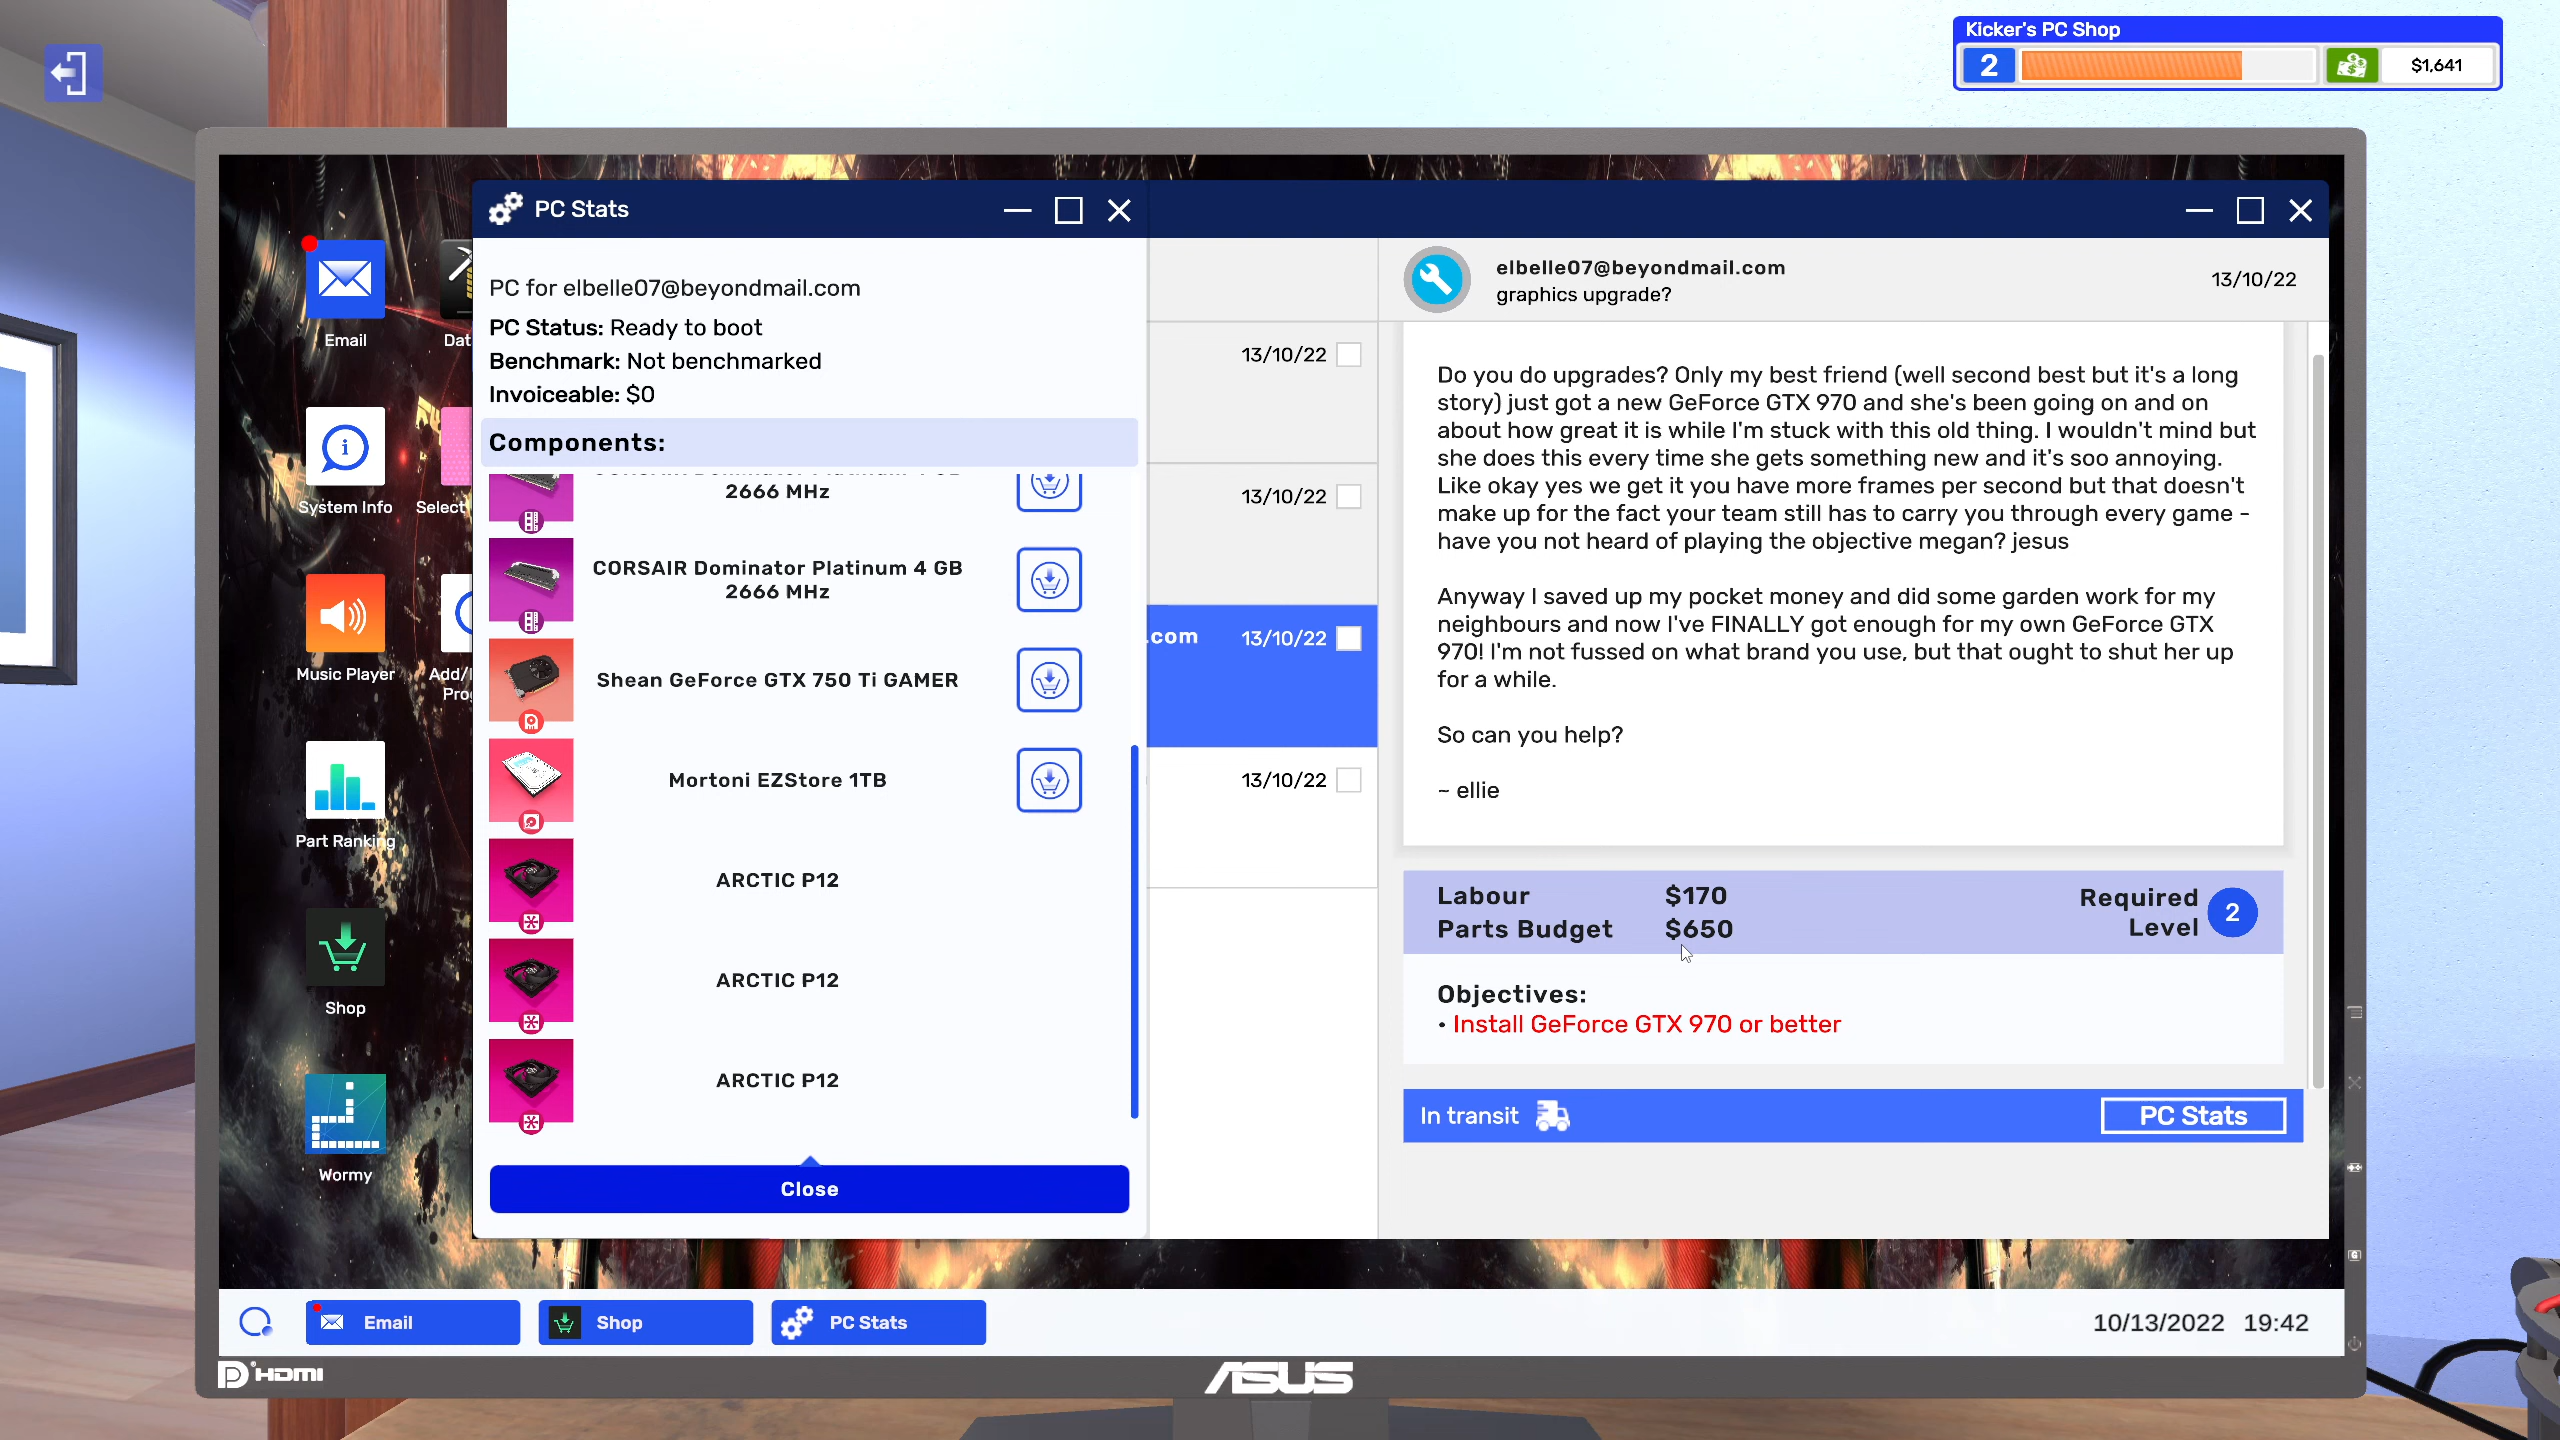 Kicker's PC Shop
2
$1,641
PC Stats
PC for elbelle07@beyondmail.com
PC Status: Ready to boot
Benchmark: Not benchmarked
Invoiceable: $0
Components:
2666 MHz
CORSAIR Dominator Platinum 4 GB
2666 MHz
Shean GeForce GTX 750 Ti GAMER
Mortoni EZStore 1TB
ARCTIC P12
ARCTIC P12
ARCTIC P12
Close
Email
Dat
System Info
Select
Music Player
Add/
Pro
Part Ranking
Shop
Wormy
13/10/22
13/10/22
.com 13/10/22
13/10/22
elbelle07@beyondmail.com
graphics upgrade?
13/10/22
Do you do upgrades? Only my best friend (well second best but it's a long
story) just got a new GeForce GTX 970 and she's been going on and on
about how great it is while I'm stuck with this old thing. I wouldn't mind but
she does this every time she gets something new and it's soo annoying.
Like okay yes we get it you have more frames per second but that doesn't
make up for the fact your team still has to carry you through every game -
have you not heard of playing the objective megan? jesus
Anyway I saved up my pocket money and did some garden work for my
neighbours and now I've FINALLY got enough for my own GeForce GTX
970! I'm not fussed on what brand you use, but that ought to shut her up
for a while.
So can you help?
~ ellie
Labour $170
Parts Budget $650
Required
Level 2
Objectives:
• Install GeForce GTX 970 or better
In transit
PC Stats
Email
Shop
PC Stats
10/13/2022 19:42
HDMI
ASUS